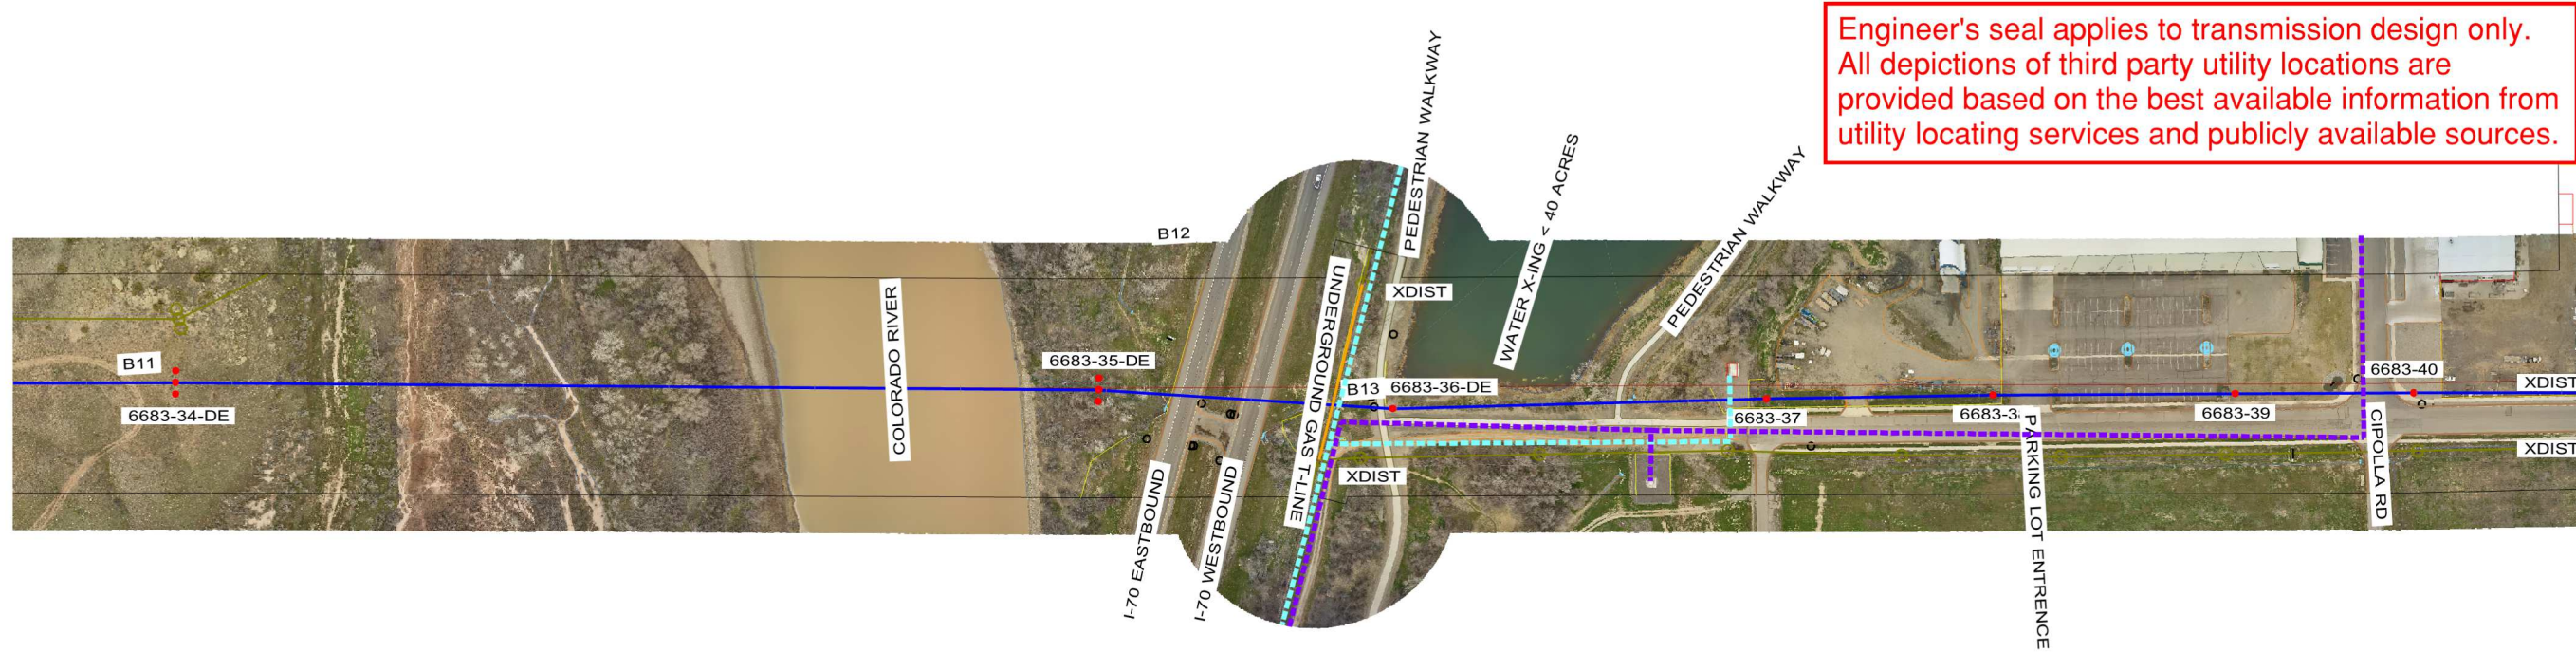 Engineer's seal applies to transmission design only.
All depictions of third party utility locations are
provided based on the best available information from
utility locating services and publicly available sources.
B11
6683-34-DE
COLORADO RIVER
6683-35-DE
B12
I-70 EASTBOUND
I-70 WESTBOUND
UNDERGROUND GAS T-LINE
PEDESTRIAN WALKWAY
XDIST
B13
6683-36-DE
XDIST
WATER X-ING < 40 ACRES
PEDESTRIAN WALKWAY
6683-37
6683-3
PARKING LOT ENTRENCE
6683-39
6683-40
CIPOLLA RD
XDIST
XDIST